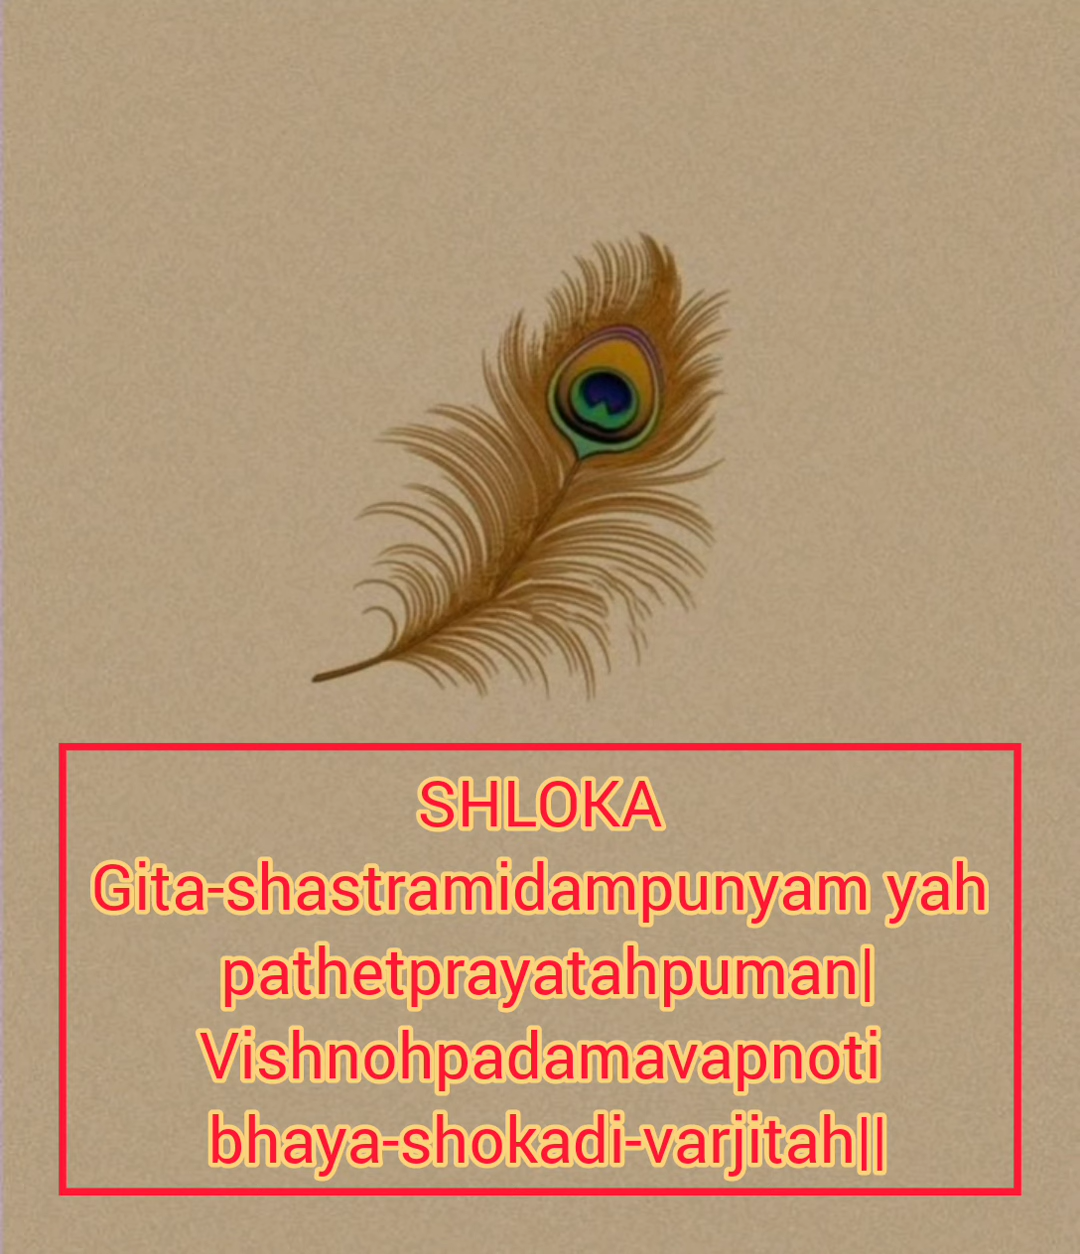 SHLOKA
Gita-shastramidampunyam yah
pathetprayatahpuman|
Vishnohpadamavapnoti
bhaya-shokadi-varjitah||